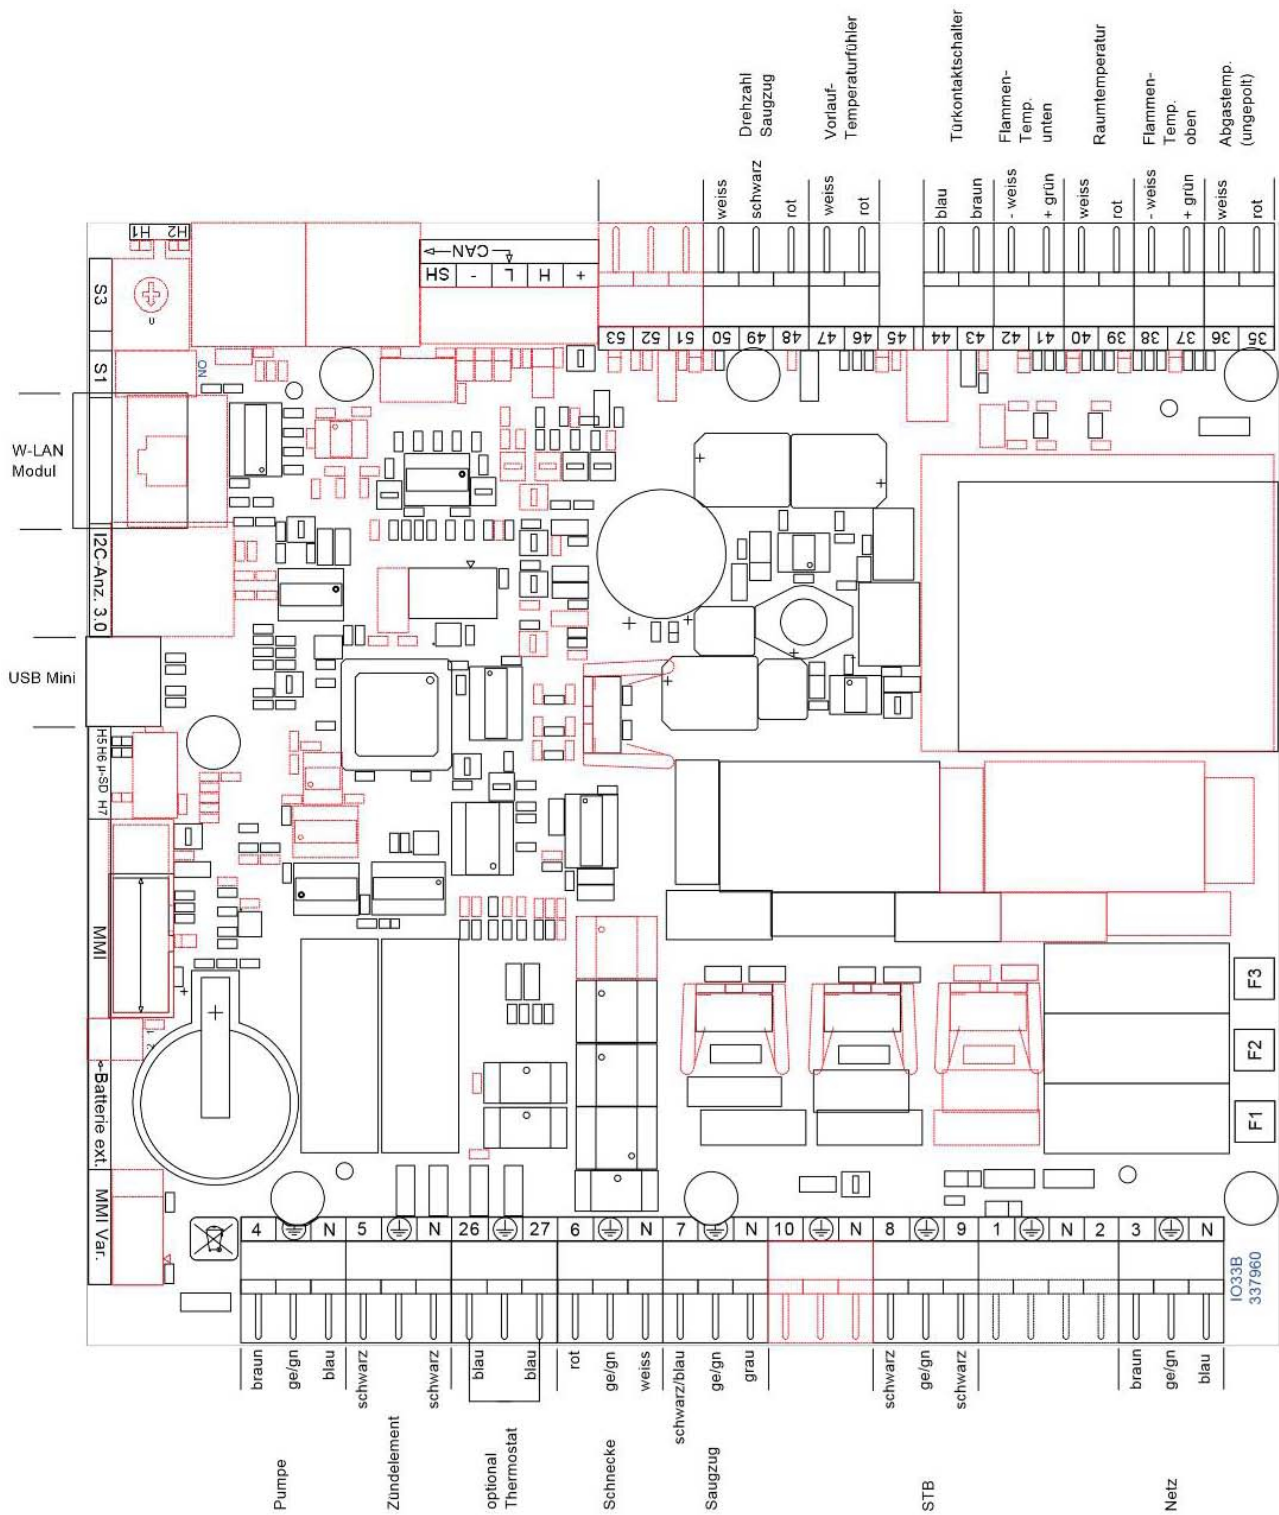 Drehzahl
Saugzug
Vorlauf-
Temperaturfühler
Türkontaktschalter
Flammen-
Temp.
unten
Raumtemperatur
Flammen-
Temp.
oben
Abgastemp.
(ungepolt)
weiss
schwarz
rot
weiss
rot
blau
braun
- weiss
+ grün
weiss
rot
- weiss
+ grün
weiss
rot
H1
H2
CAN
SH
-
L
H
+
53
52
51
50
49
48
47
46
45
44
43
42
41
40
39
38
37
36
35
S3
0
S1
ON
W-LAN
Modul
I2C-Anz. 3.0
USB Mini
H5 H6 µ-SD H7
MMI
2 1
Batterie ext.
MMI Var.
+
+
+
+
+
+
+
+
F3
F2
F1
4
N
5
N
26
27
6
N
7
N
10
N
8
9
1
N
2
3
N
IO33B
337960
braun
ge/gn
blau
schwarz
schwarz
blau
blau
rot
ge/gn
weiss
schwarz/blau
ge/gn
grau
schwarz
ge/gn
schwarz
braun
ge/gn
blau
Pumpe
Zündelement
optional
Thermostat
Schnecke
Saugzug
STB
Netz